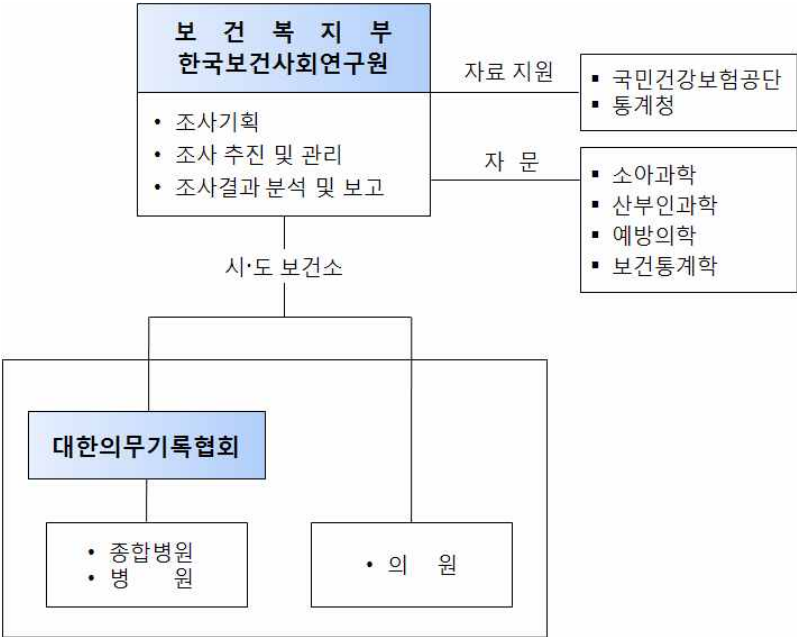 보 건 복 지 부
한국보건사회연구원
• 조사기획
• 조사 추진 및 관리
• 조사결과 분석 및 보고
자료 지원
▪ 국민건강보험공단
▪ 통계청
자 문
▪ 소아과학
▪ 산부인과학
▪ 예방의학
▪ 보건통계학
시·도 보건소
대한의무기록협회
• 종합병원
• 병 원
• 의 원